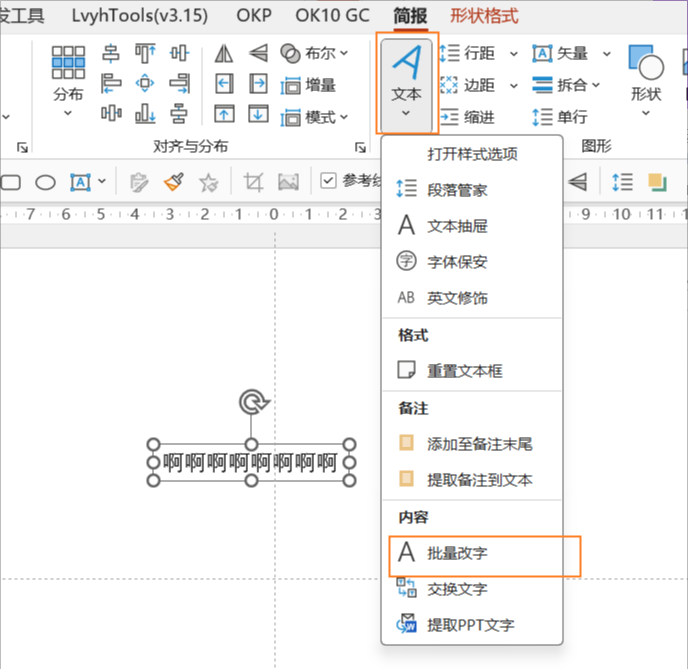 发工具 LvyhTools(v3.15) OKP OK10 GC 简报 形状格式
布尔 行距 矢量
分布 增量 文本 边距 拆合 形状
模式 缩进 单行
对齐与分布 图形
打开样式选项
参考线
段落管家
7 6 5 4 3 2 1 0 1 2 9 10 11
A 文本抽屉
字 字体保安
AB 英文修饰
格式
重置文本框
备注
添加至备注末尾
啊啊啊啊啊啊啊啊
提取备注到文本
内容
A 批量改字
交换文字
提取PPT文字